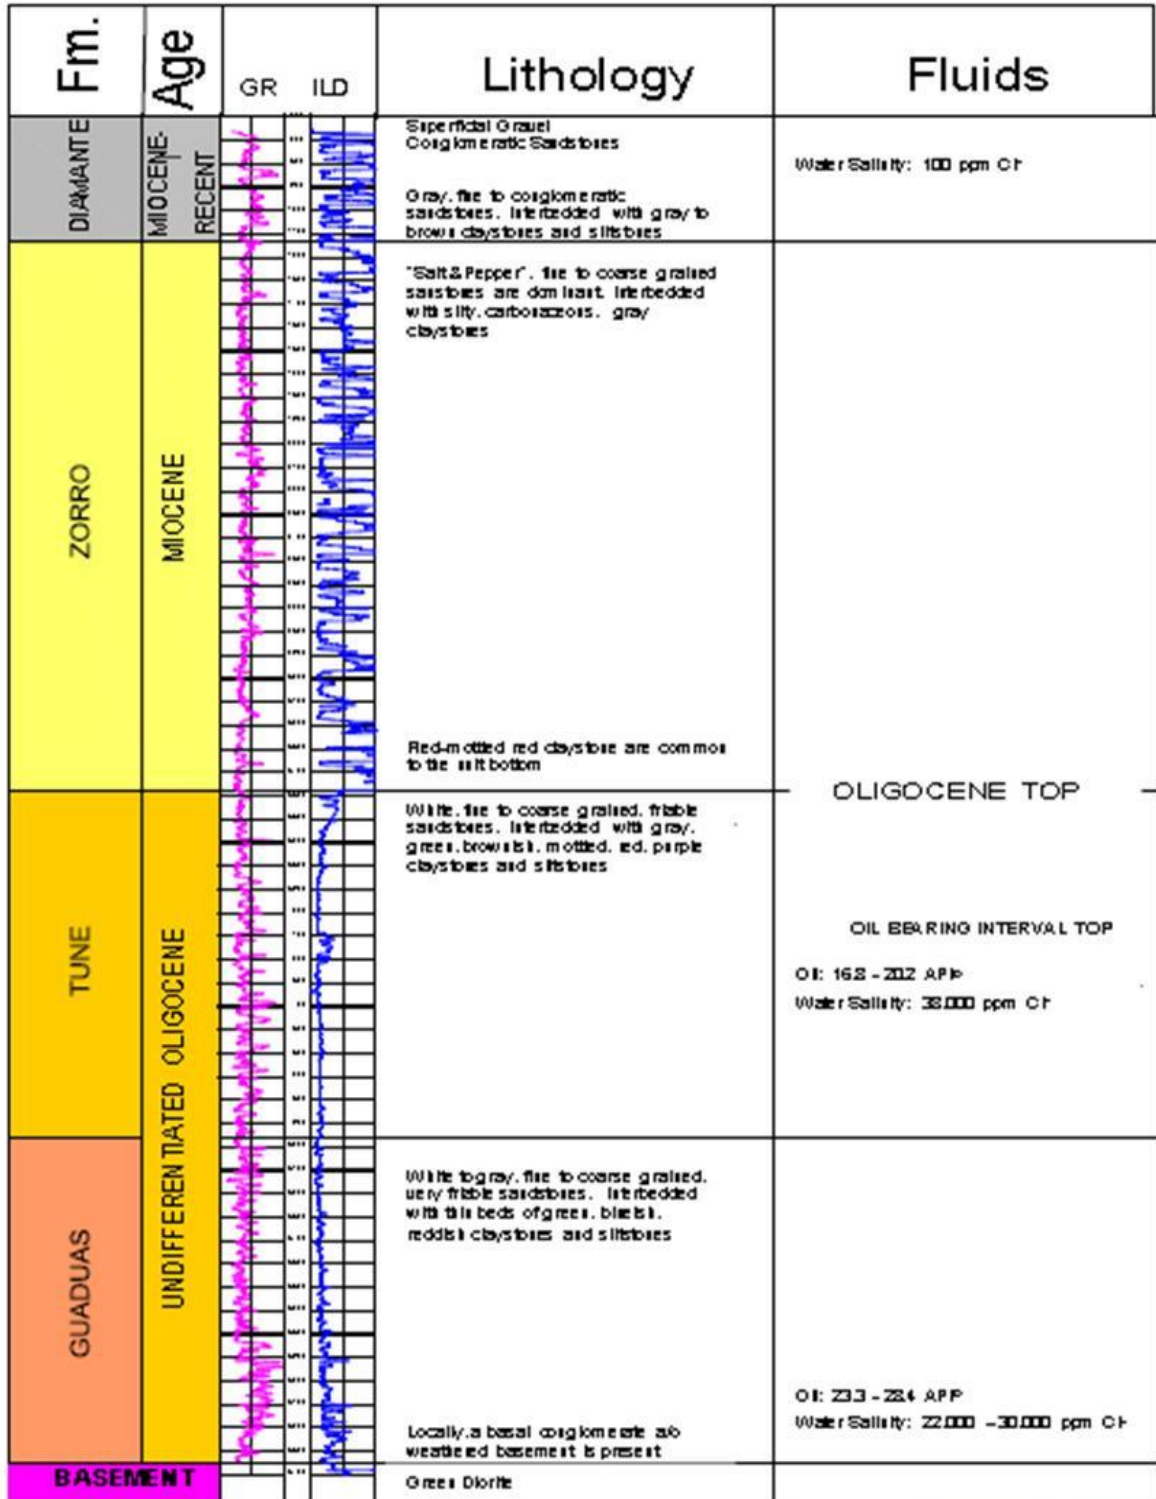 Fm.
Age
GR
ILD
Lithology
Fluids
DIAMANTE
MIOCENE-
RECENT
Superficial Gravel
Conglomeratic Sandstones
Gray, fine to conglomeratic
sandstones, interbedded with gray to
brown claystones and siltstones
Water Salinity: 100 ppm Cl-
ZORRO
MIOCENE
"Salt & Pepper", fine to coarse grained
sanstones are dominant, interbedded
with silty, carbonaceous, gray
claystones
Red-mottled red claystone are common
to the unit bottom
OLIGOCENE TOP
TUNE
UNDIFFERENTIATED OLIGOCENE
White, fine to coarse grained, friable
sandstones, interbedded with gray,
green, brownish, mottled, red, purple
claystones and siltstones
OIL BEARING INTERVAL TOP
Oil: 16.8 - 20.2 API°
Water Salinity: 38.000 ppm Cl-
GUADUAS
White to gray, fine to coarse grained,
very friable sandstones, interbedded
with thin beds of green, blueish,
reddish claystones and siltstones
Locally, a basal conglomerate a/o
weathered basement is present
Oil: 23.3 - 28.4 API°
Water Salinity: 22.000 - 30.000 ppm Cl-
BASEMENT
Green Diorite